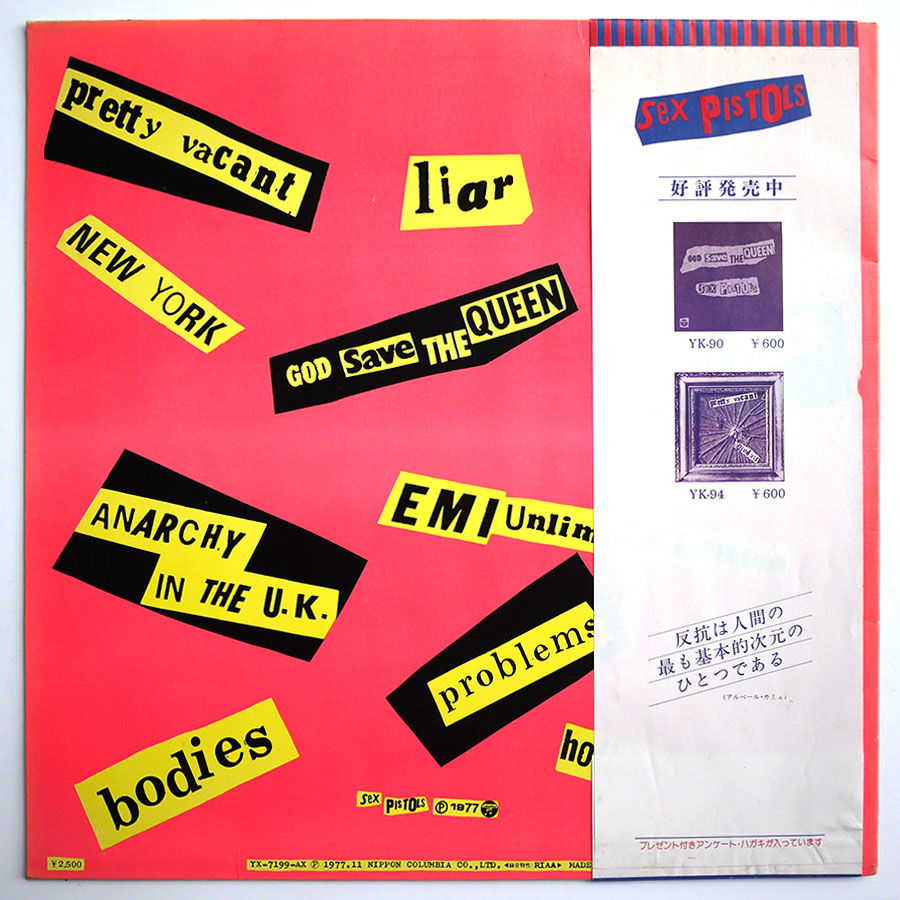 pretty vacant
liar
NEW YORK
GOD Save THE QUEEN
ANARCHY
IN THE U.K.
EMI Unlim
problems
bodies
ho
Sex PISTOLS ℗ 1977
¥2,500
YX-7199-AX ℗ 1977.11 NIPPON COLUMBIA CO.,LTD. ◀録音特性 RIAA▶ MADE
Sex PISTOLS
好評発売中
GOD Save THE QUEEN
Sex PISTOLS
YK-90 ¥600
pretty vacant
YK-94 ¥600
反抗は人間の
最も基本的次元の
ひとつである
(アルベール・カミュ)
プレゼント付きアンケート・ハガキが入っています